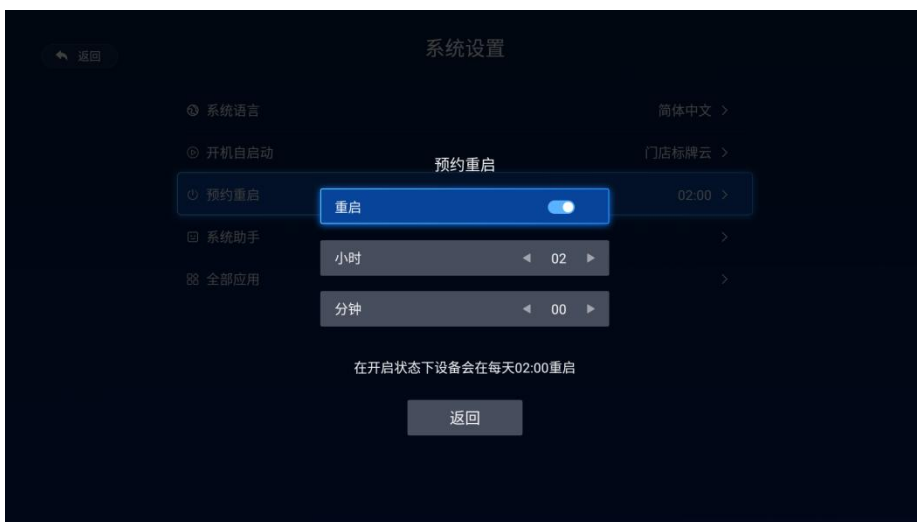 系统设置
返回
系统语言 简体中文
开机自启动 门店标牌云
预约重启
预约重启 02:00
重启
系统助手
小时 02
全部应用
分钟 00
在开启状态下设备会在每天02:00重启
返回